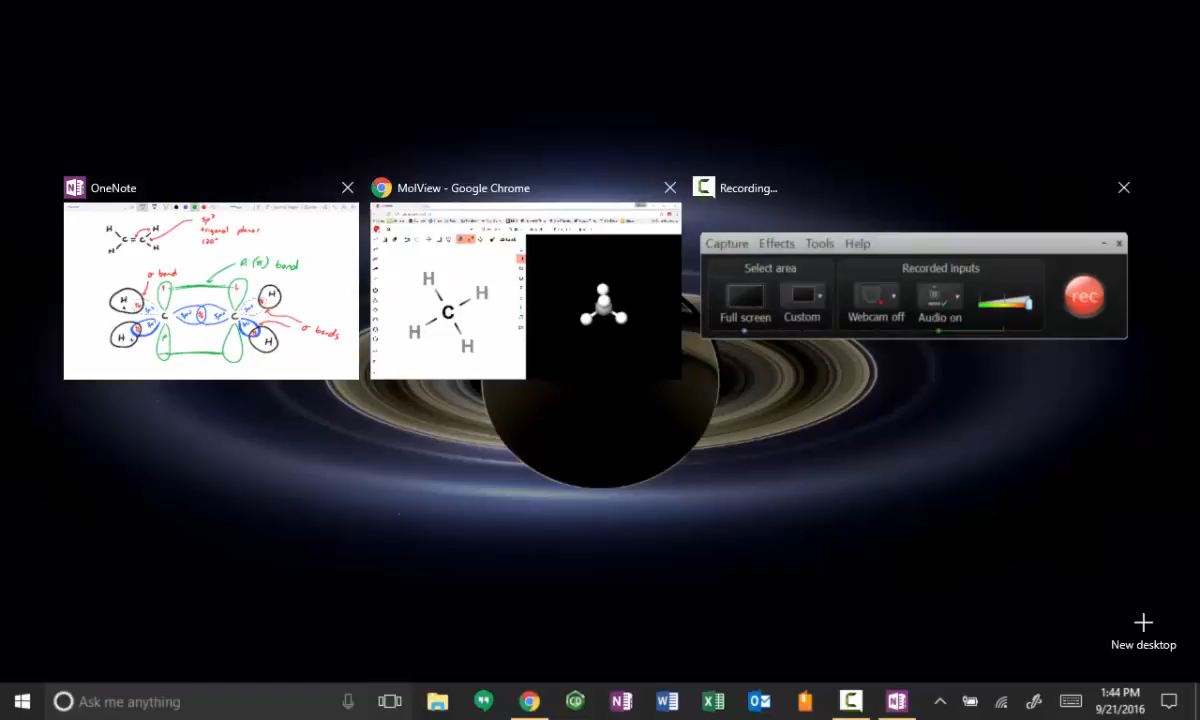 OneNote
MolView - Google Chrome
Recording...
H H
C=C
H H
sp²
trigonal planar
120°
σ bond
A (π) bond
H
H
C
C
sp²
sp²
H
H
σ bonds
H
H
C
H
H
Capture Effects Tools Help
Select area
Recorded inputs
Full screen
Custom
Webcam off
Audio on
rec
New desktop
Ask me anything
1:44 PM
9/21/2016